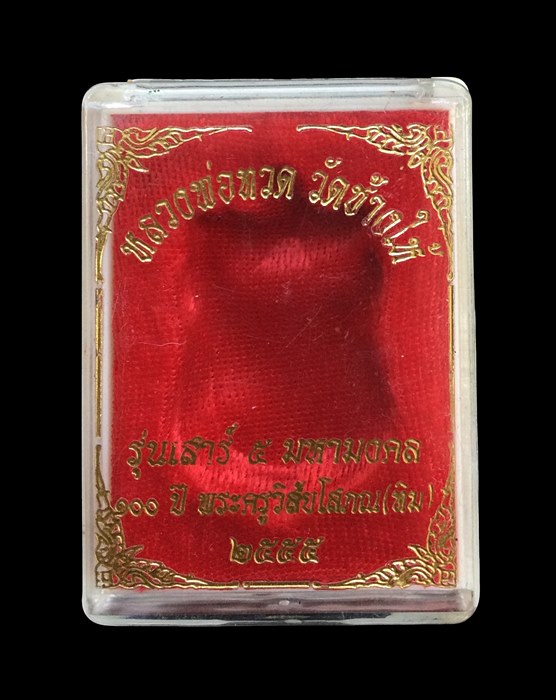 หลวงพ่อทวด วัดช้างให้
รุ่นเสาร์ ๕ มหามงคล
๑๐๐ ปี พระครูวิสัยโสภณ(ทิม)
๒๕๕๕